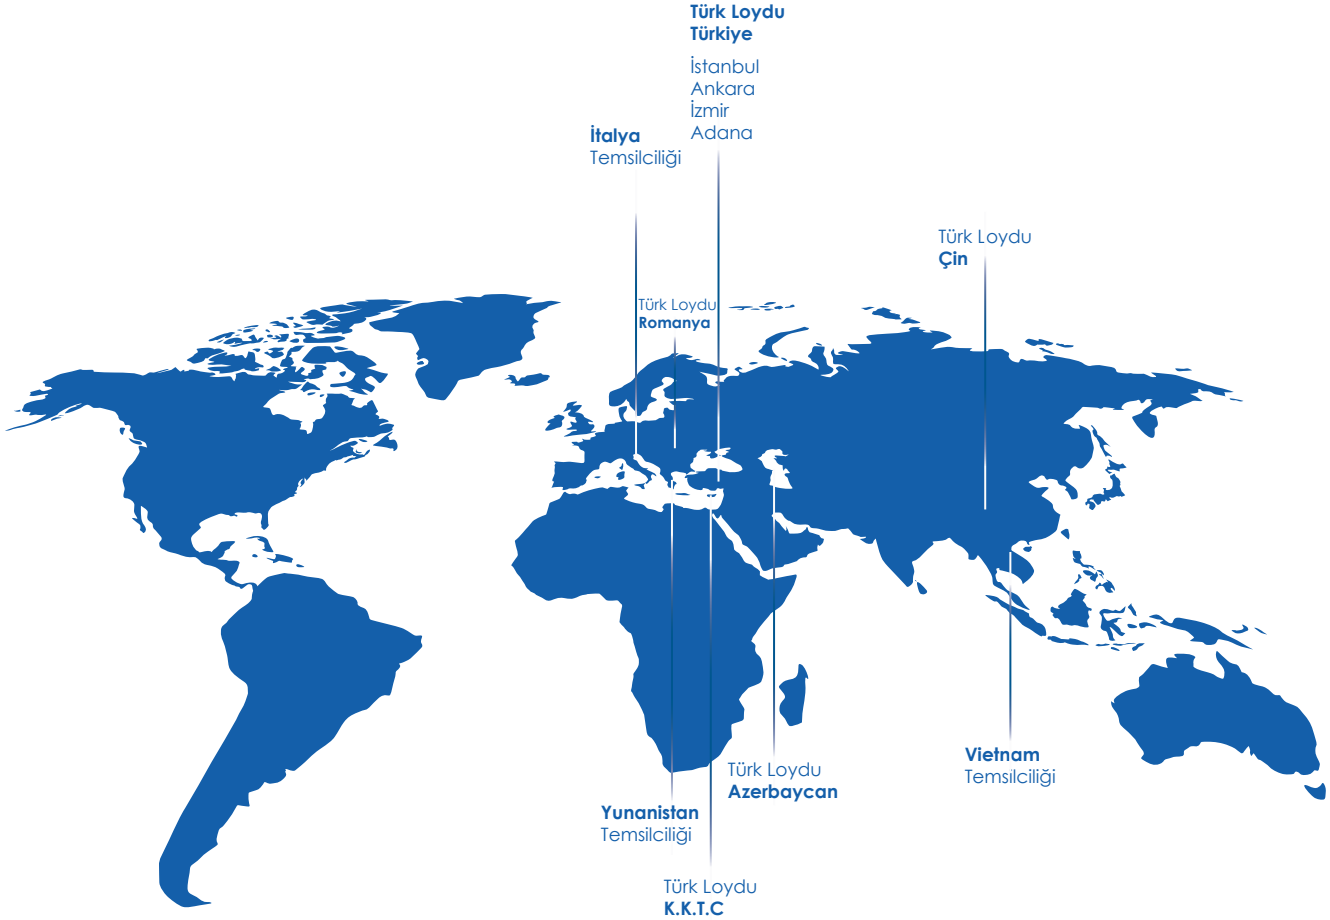 Türk Loydu
Türkiye
İstanbul
Ankara
İzmir
Adana
İtalya
Temsilciliği
Türk Loydu
Çin
Türk Loydu
Romanya
Vietnam
Temsilciliği
Türk Loydu
Azerbaycan
Yunanistan
Temsilciliği
Türk Loydu
K.K.T.C